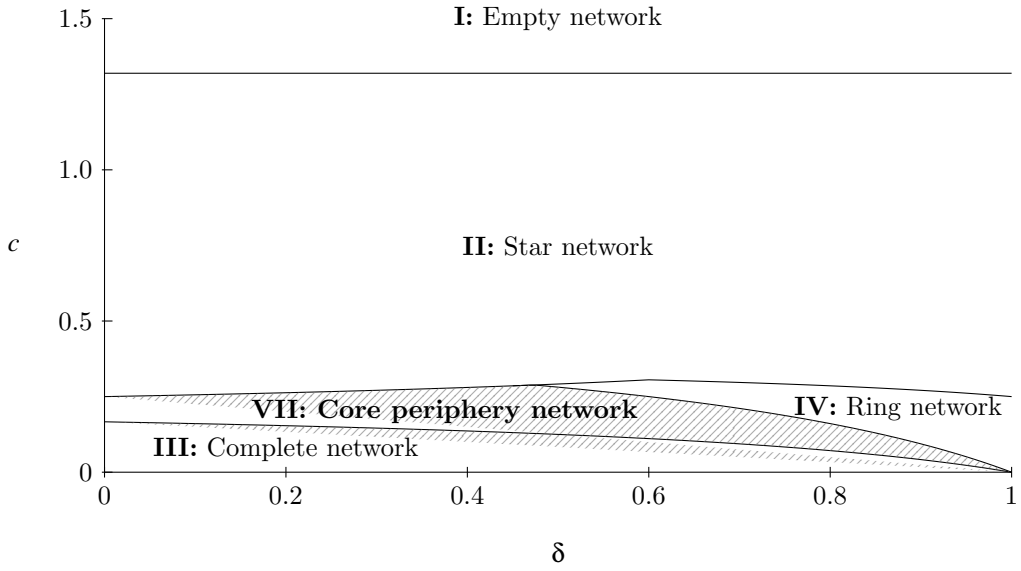 1.5
I: Empty network
1.0
c
II: Star network
0.5
VII: Core periphery network
IV: Ring network
III: Complete network
0
0 0.2 0.4 0.6 0.8 1
δ